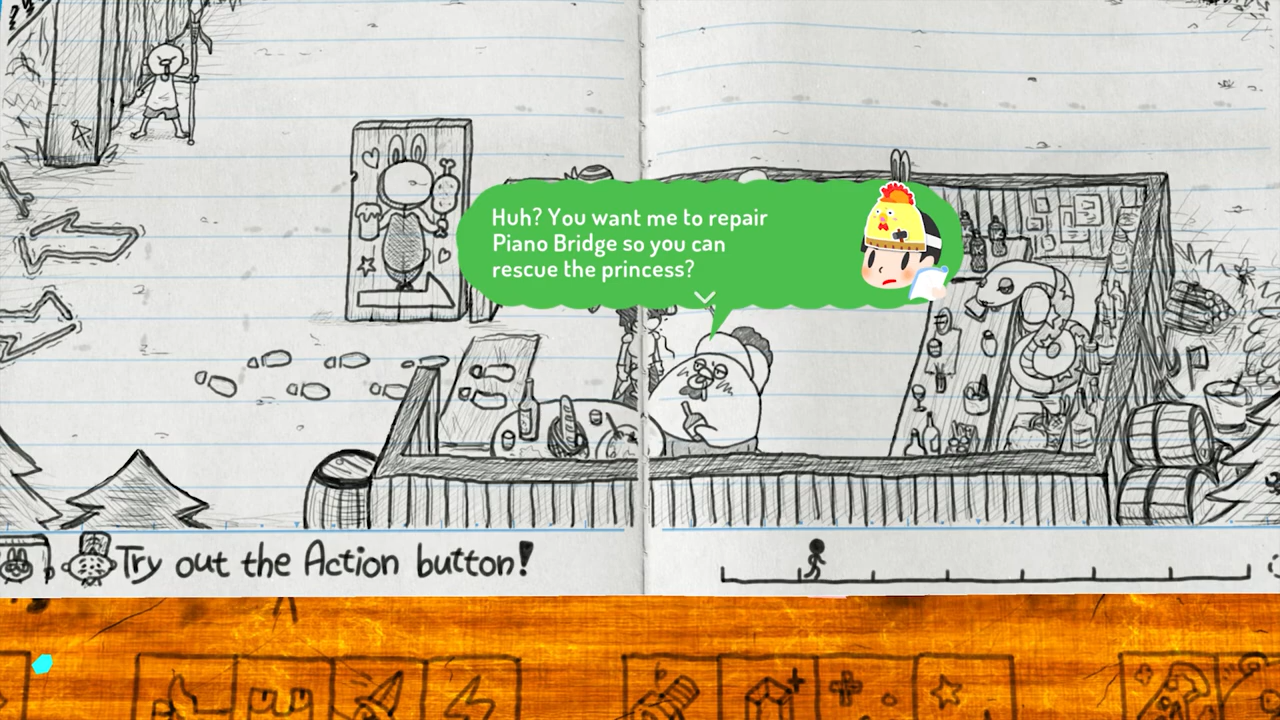 Huh? You want me to repair
Piano Bridge so you can
rescue the princess?
Try out the Action button!